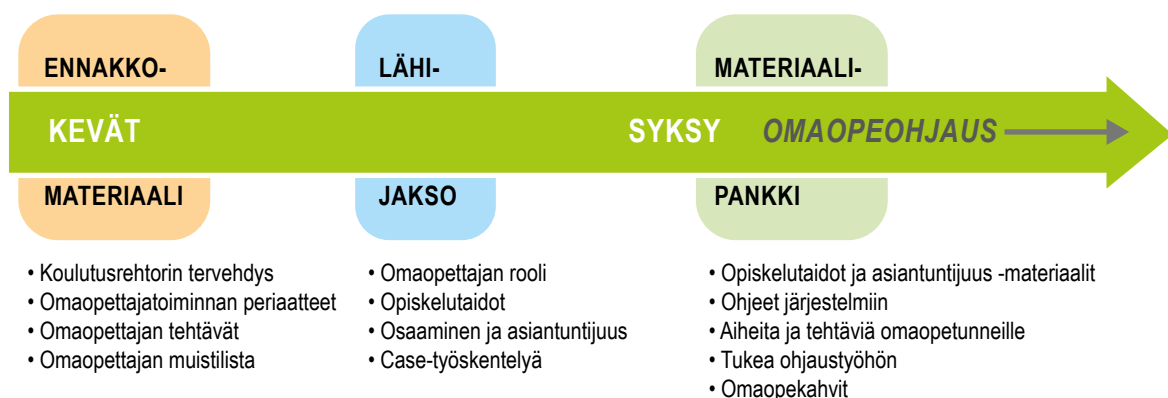 ENNAKKO-
MATERIAALI
LÄHI-
JAKSO
MATERIAALI-
PANKKI
KEVÄT
SYKSY
OMAOPEOHJAUS
• Koulutusrehtorin tervehdys
• Omaopettajatoiminnan periaatteet
• Omaopettajan tehtävät
• Omaopettajan muistilista
• Omaopettajan rooli
• Opiskelutaidot
• Osaaminen ja asiantuntijuus
• Case-työskentelyä
• Opiskelutaidot ja asiantuntijuus -materiaalit
• Ohjeet järjestelmiin
• Aiheita ja tehtäviä omaopetunneille
• Tukea ohjaustyöhön
• Omaopekahvit